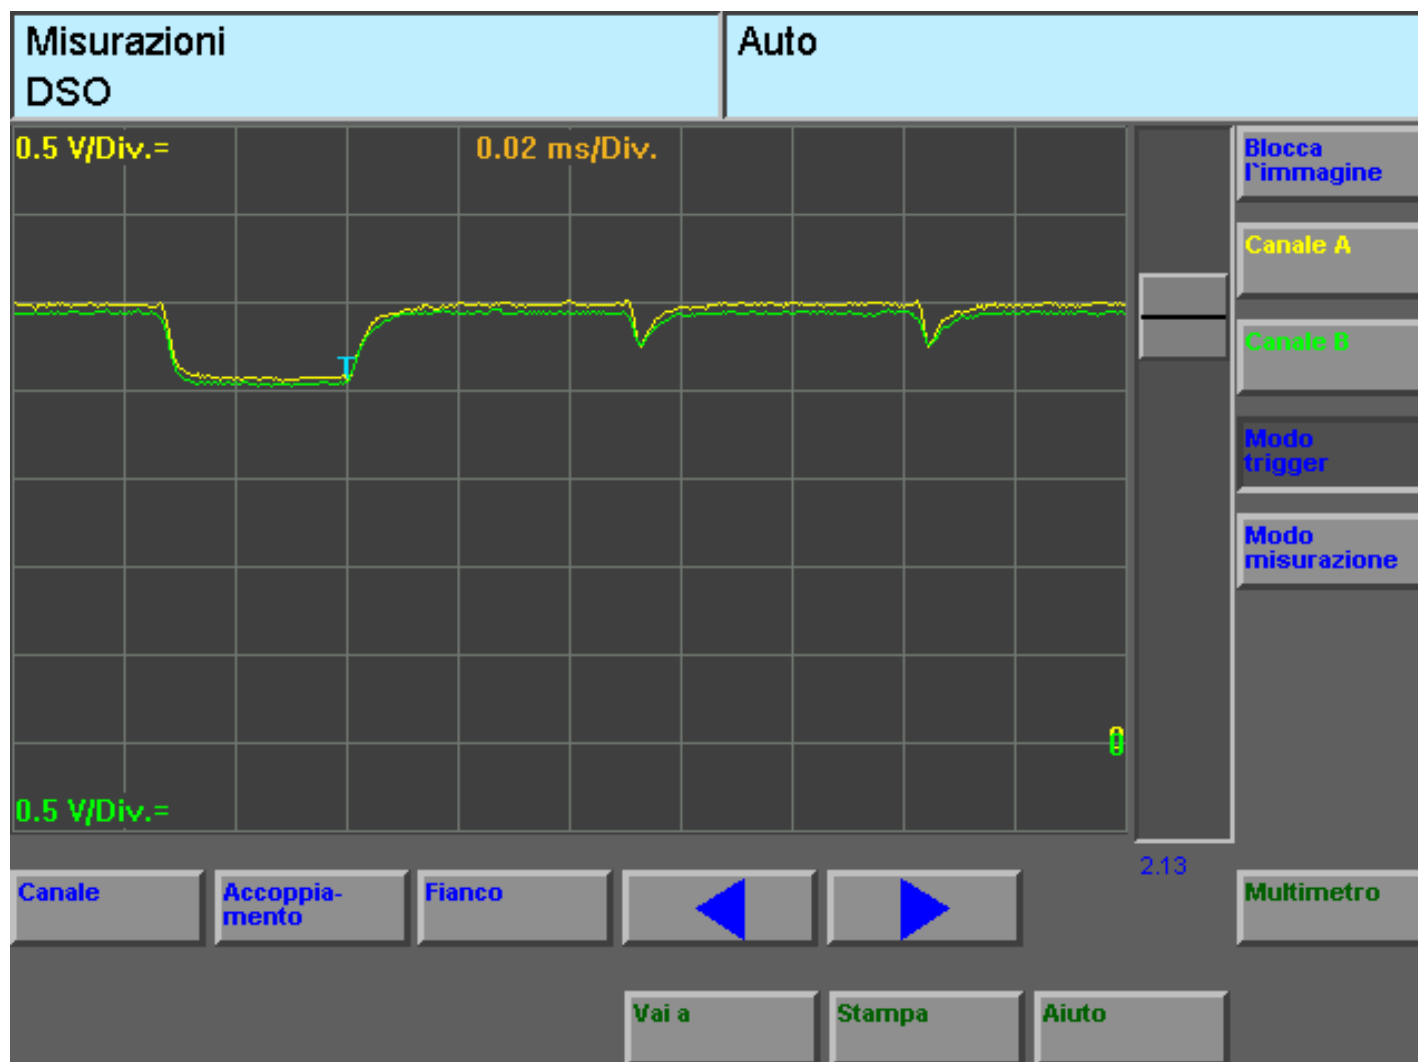 Misurazioni
DSO
Auto
0.5 V/Div.=
0.02 ms/Div.
T
0
0
0.5 V/Div.=
2.13
Blocca
l`immagine
Canale A
Canale B
Modo
trigger
Modo
misurazione
Canale
Accoppia-
mento
Fianco
Multimetro
Vai a
Stampa
Aiuto